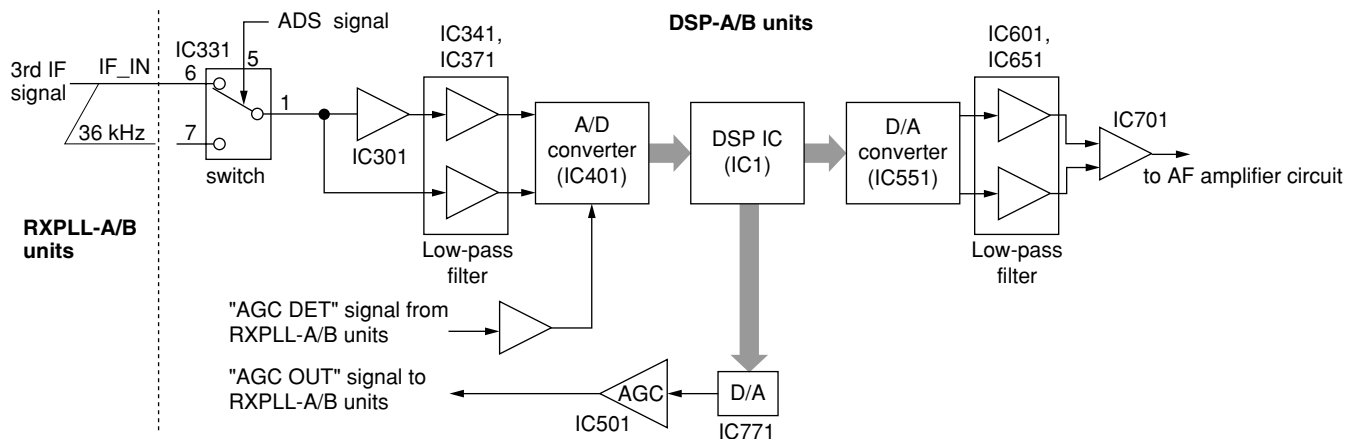 ADS signal
DSP-A/B units
IC331
IC341,
IC371
IC601,
IC651
3rd IF
signal
IF_IN
6
5
1
36 kHz
7
switch
IC301
A/D
converter
(IC401)
DSP IC
(IC1)
D/A
converter
(IC551)
IC701
to AF amplifier circuit
RXPLL-A/B
units
Low-pass
filter
Low-pass
filter
"AGC DET" signal from
RXPLL-A/B units
"AGC OUT" signal to
RXPLL-A/B units
AGC
IC501
D/A
IC771